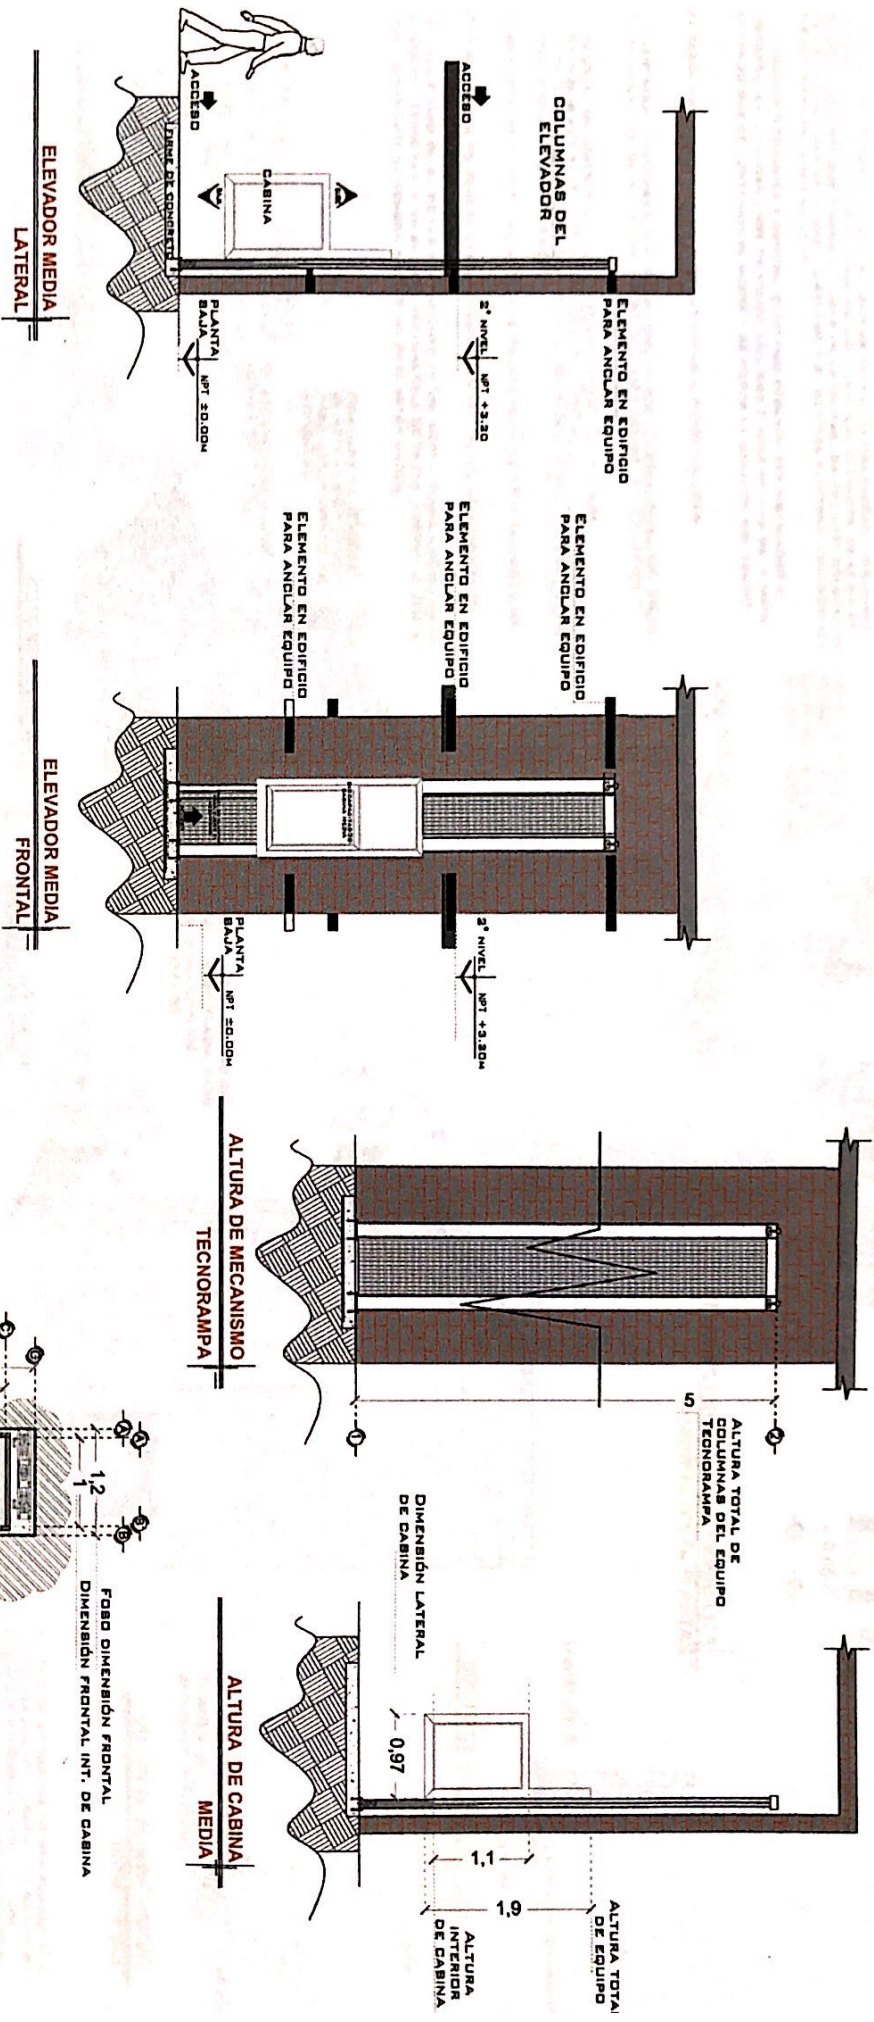 COLUMNAS DEL
ELEVADOR
ACCESO
ACCESO
CABINA
SUBE
BAJA
FIRME DE CONCRETO
ELEMENTO EN EDIFICIO
PARA ANCLAR EQUIPO
2° NIVEL
NPT +3.20
PLANTA
BAJA
NPT ±0.00M
ELEVADOR MEDIA
LATERAL
ELEMENTO EN EDIFICIO
PARA ANCLAR EQUIPO
ELEMENTO EN EDIFICIO
PARA ANCLAR EQUIPO
ELEMENTO EN EDIFICIO
PARA ANCLAR EQUIPO
2° NIVEL
NPT +3.20M
PLANTA
BAJA
NPT ±0.00M
ELEVADOR MEDIA
FRONTAL
5
ALTURA TOTAL DE
COLUMNAS DEL EQUIPO
TECNORAMPA
1
2
ALTURA DE MECANISMO
TECNORAMPA
DIMENSIÓN LATERAL
DE CABINA
0,97
1,1
1,9
ALTURA TOTAL
DE EQUIPO
ALTURA
INTERIOR
DE CABINA
ALTURA DE CABINA
MEDIA
A
A'
B'
B
G
C
1,2
1
FOSO DIMENSIÓN FRONTAL
DIMENSIÓN FRONTAL INT. DE CABINA